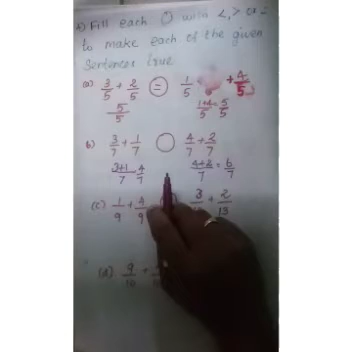 Fill each ○ with <, > or =
to make each of the given
sentences true
(a) 3/5 + 2/5 = 1/5 + 4/5
5/5 1+4/5 = 5/5
b) 3/7 + 1/7 ○ 4/7 + 2/7
3+1/7 4/7 4+2/7 = 6/7
(c) 1/9 + 4/9 3/ + 2/13
(d) 9/10 +